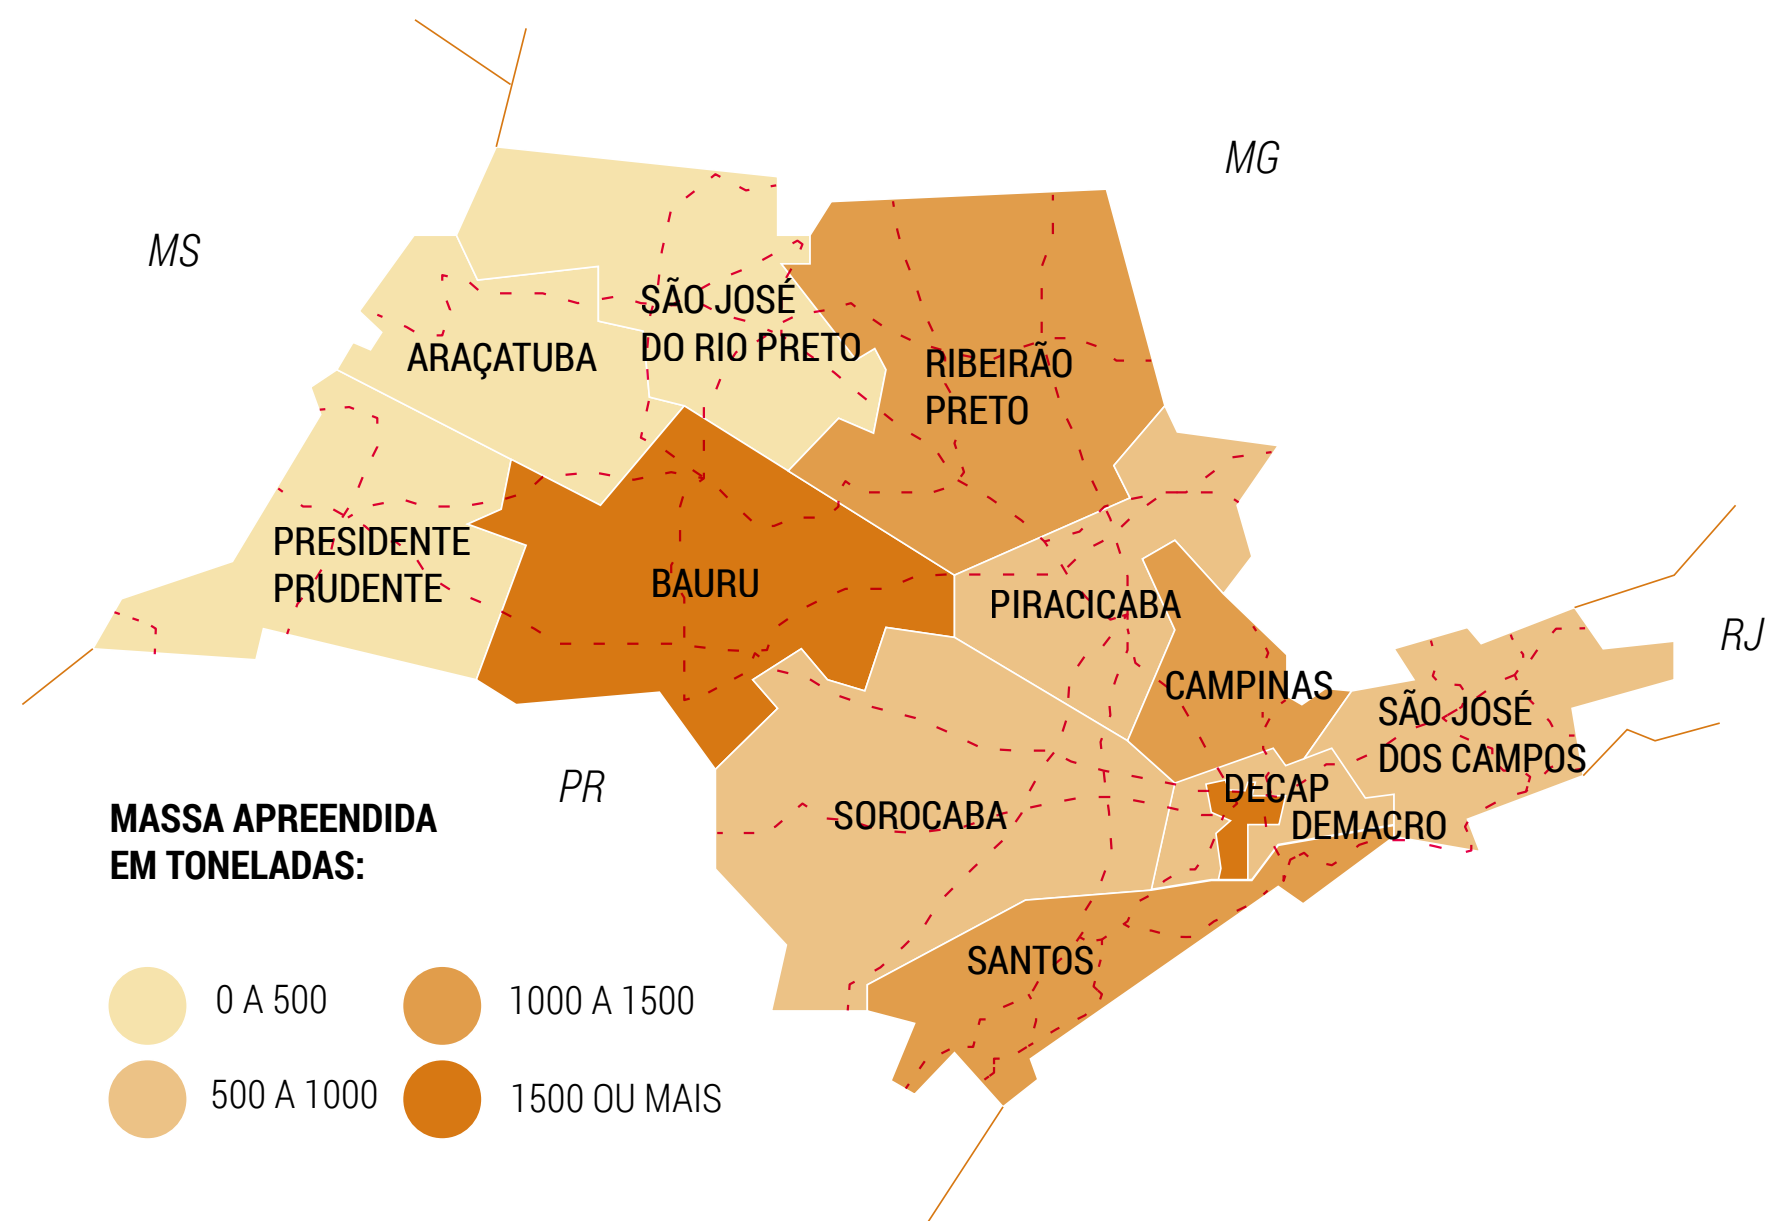 MG
MS
SÃO JOSÉ
DO RIO PRETO
ARAÇATUBA
RIBEIRÃO
PRETO
PRESIDENTE
PRUDENTE
BAURU
PIRACICABA
RJ
CAMPINAS
SÃO JOSÉ
DOS CAMPOS
PR
DECAP
DEMACRO
SOROCABA
SANTOS
MASSA APREENDIDA
EM TONELADAS:
0 A 500
1000 A 1500
500 A 1000
1500 OU MAIS